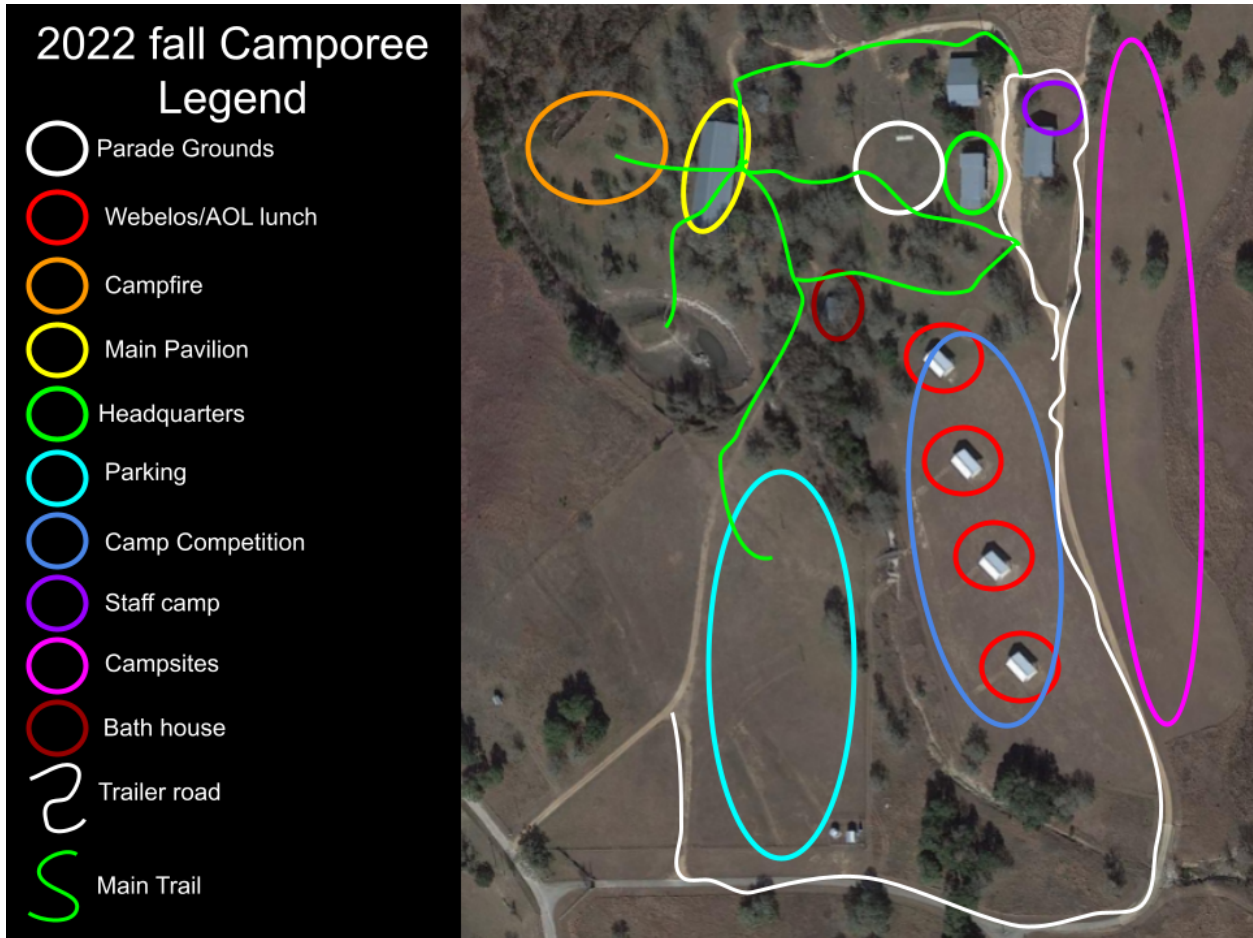 2022 fall Camporee
Legend
Parade Grounds
Webelos/AOL lunch
Campfire
Main Pavilion
Headquarters
Parking
Camp Competition
Staff camp
Campsites
Bath house
Trailer road
Main Trail